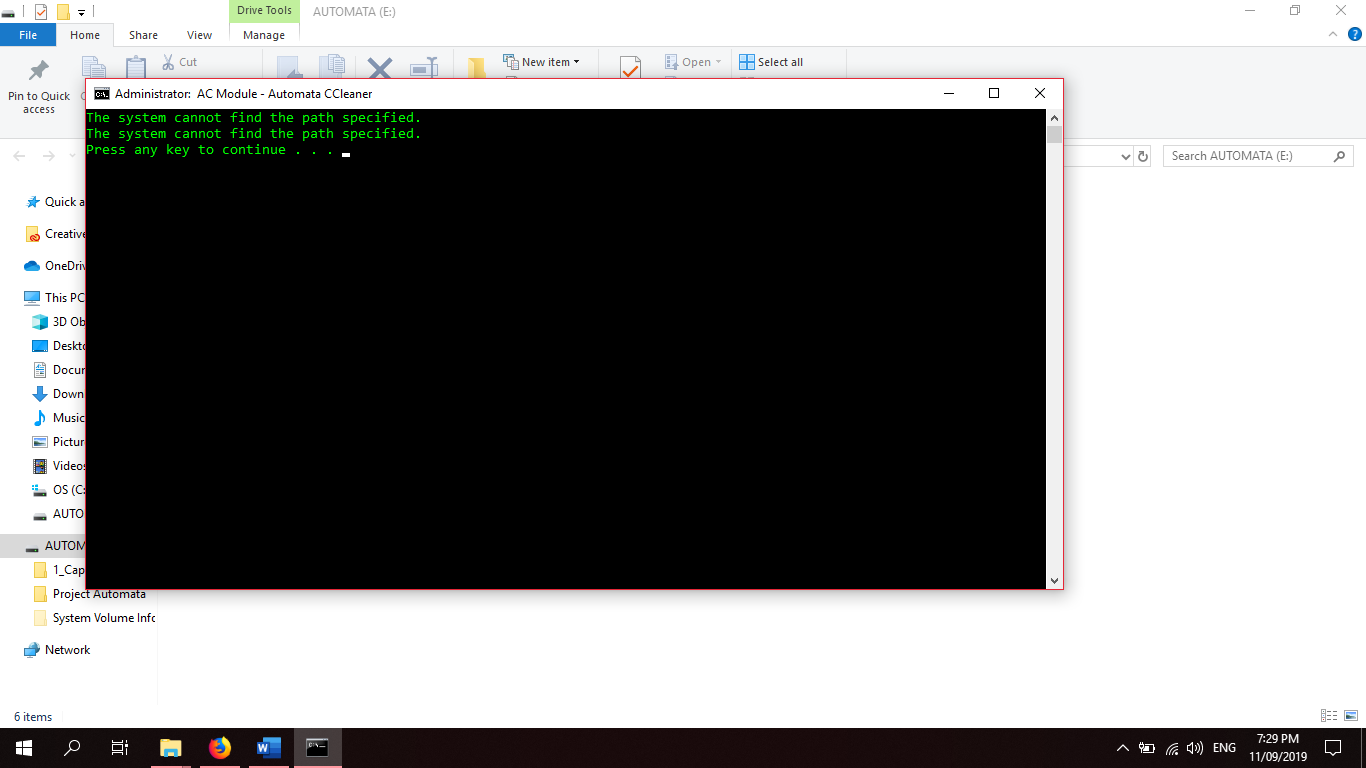 Drive Tools
AUTOMATA (E:)
File
Home
Share
View
Manage
Pin to Quick
access
Cut
New item
Open
Select all
Administrator: AC Module - Automata CCleaner
The system cannot find the path specified.
The system cannot find the path specified.
Press any key to continue . . .
Search AUTOMATA (E:)
Quick a
Creative
OneDriv
This PC
3D Ob
Deskto
Docur
Down
Music
Pictur
Videos
OS (C:
AUTO
AUTOM
1_Cap
Project Automata
System Volume Info
Network
6 items
ENG
7:29 PM
11/09/2019